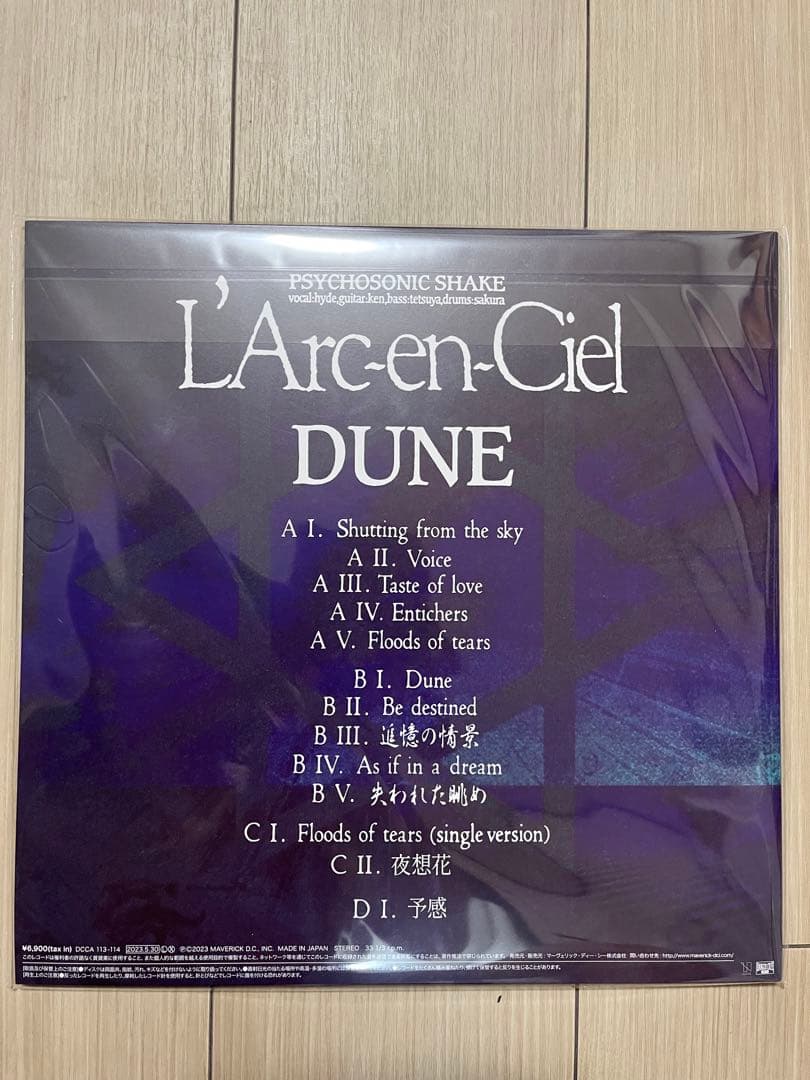 PSYCHOSONIC SHAKE
vocal:hyde,guitar:ken,bass:tetsuya,drums:sakura
L'Arc-en-Ciel
DUNE
A I. Shutting from the sky
A II. Voice
A III. Taste of love
A IV. Entichers
A V. Floods of tears
B I. Dune
B II. Be destined
B III. 追憶の情景
B IV. As if in a dream
B V. 失われた眺め
C I. Floods of tears (single version)
C II. 夜想花
D I. 予感
¥6,900(tax in) DCCA 113-114 2023.5.30 Ⓛ Ⓧ ℗©2023 MAVERICK D.C., INC. MADE IN JAPAN STEREO 33 1/3 r.p.m.